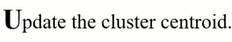 Update the cluster centroid.